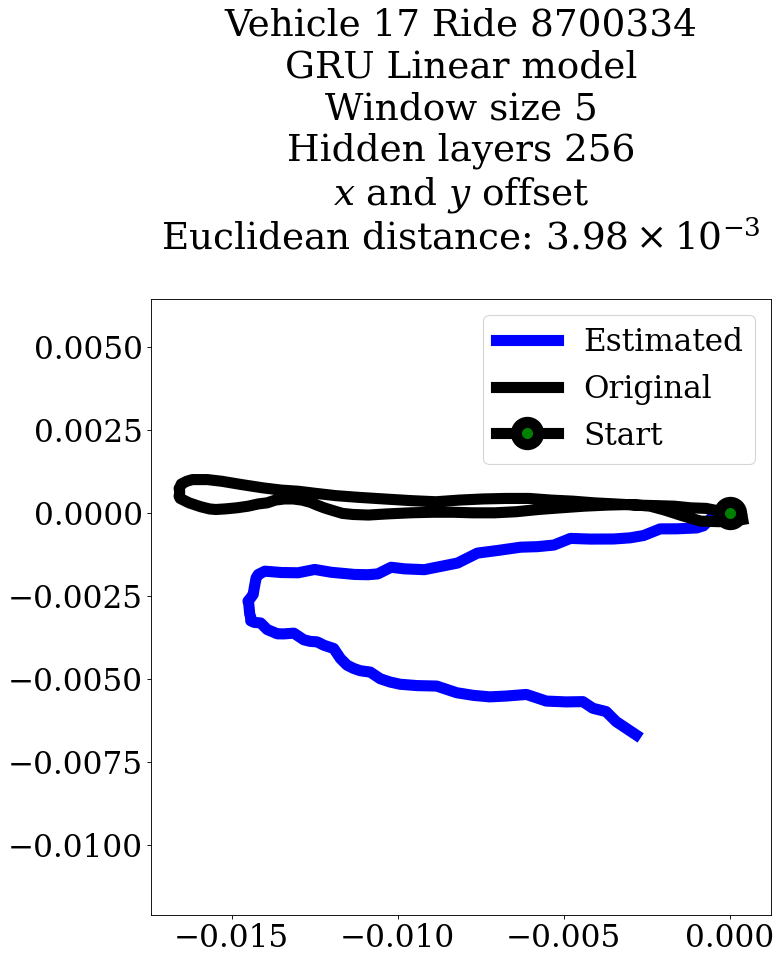 Vehicle 17 Ride 8700334
GRU Linear model
Window size 5
Hidden layers 256
x and y offset
Euclidean distance: 3.98 × 10⁻³
Estimated
Original
Start
0.0050
0.0025
0.0000
−0.0025
−0.0050
−0.0075
−0.0100
−0.015 −0.010 −0.005 0.000